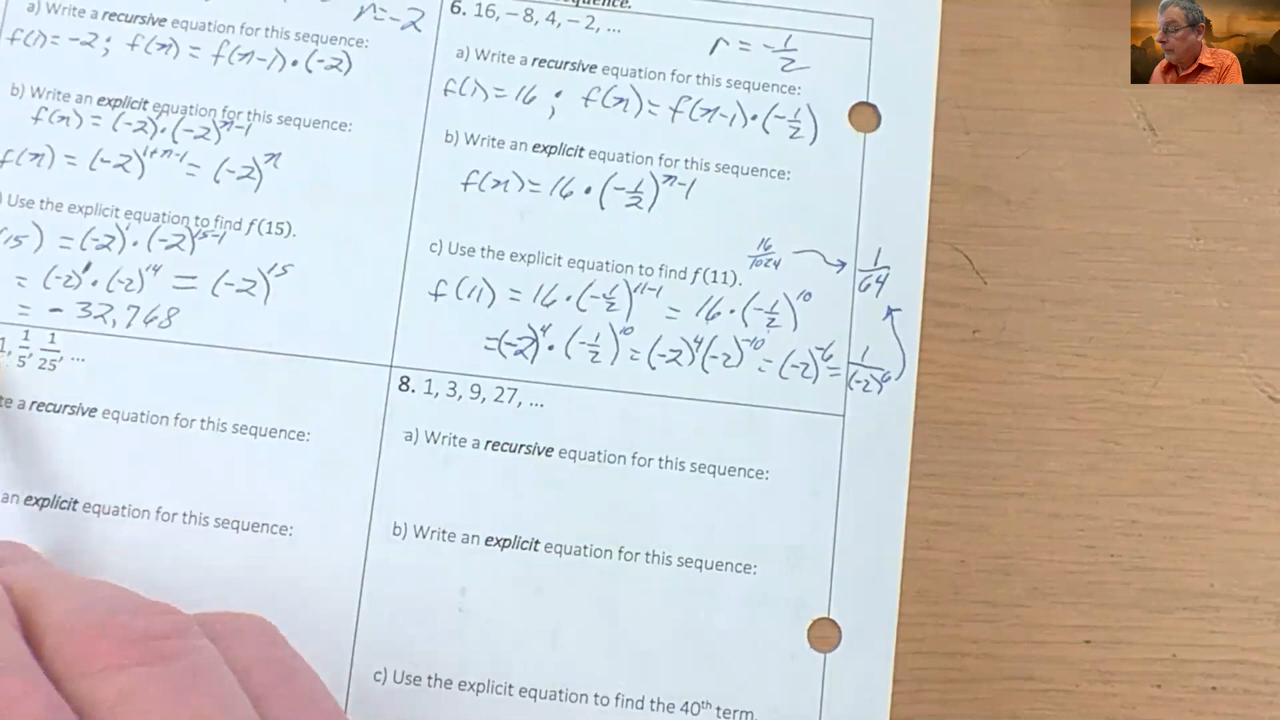 a) Write a recursive equation for this sequence:
r=-2
f(1)=-2; f(n)=f(n-1)•(-2)
b) Write an explicit equation for this sequence:
f(n)=(-2)•(-2)^{n-1}
f(n)=(-2)^{1+n-1}=(-2)^n
Use the explicit equation to find f(15).
15)=(-2)^1•(-2)^{15-1}
=(-2)^1•(-2)^{14}=(-2)^{15}
=-32,768
1, 1/5, 1/25, ...
te a recursive equation for this sequence:
an explicit equation for this sequence:
quence.
6. 16, -8, 4, -2, ...
r=-1/2
a) Write a recursive equation for this sequence:
f(1)=16; f(n)=f(n-1)•(-1/2)
b) Write an explicit equation for this sequence:
f(n)=16•(-1/2)^{n-1}
c) Use the explicit equation to find f(11).
16/1024
1/64
f(11)=16•(-1/2)^{11-1}=16•(-1/2)^{10}
=(-2)^4•(-1/2)^{10}=(-2)^4(-2)^{-10}=(-2)^{-6}=1/(-2)^6
8. 1, 3, 9, 27, ...
a) Write a recursive equation for this sequence:
b) Write an explicit equation for this sequence:
c) Use the explicit equation to find the 40th term.